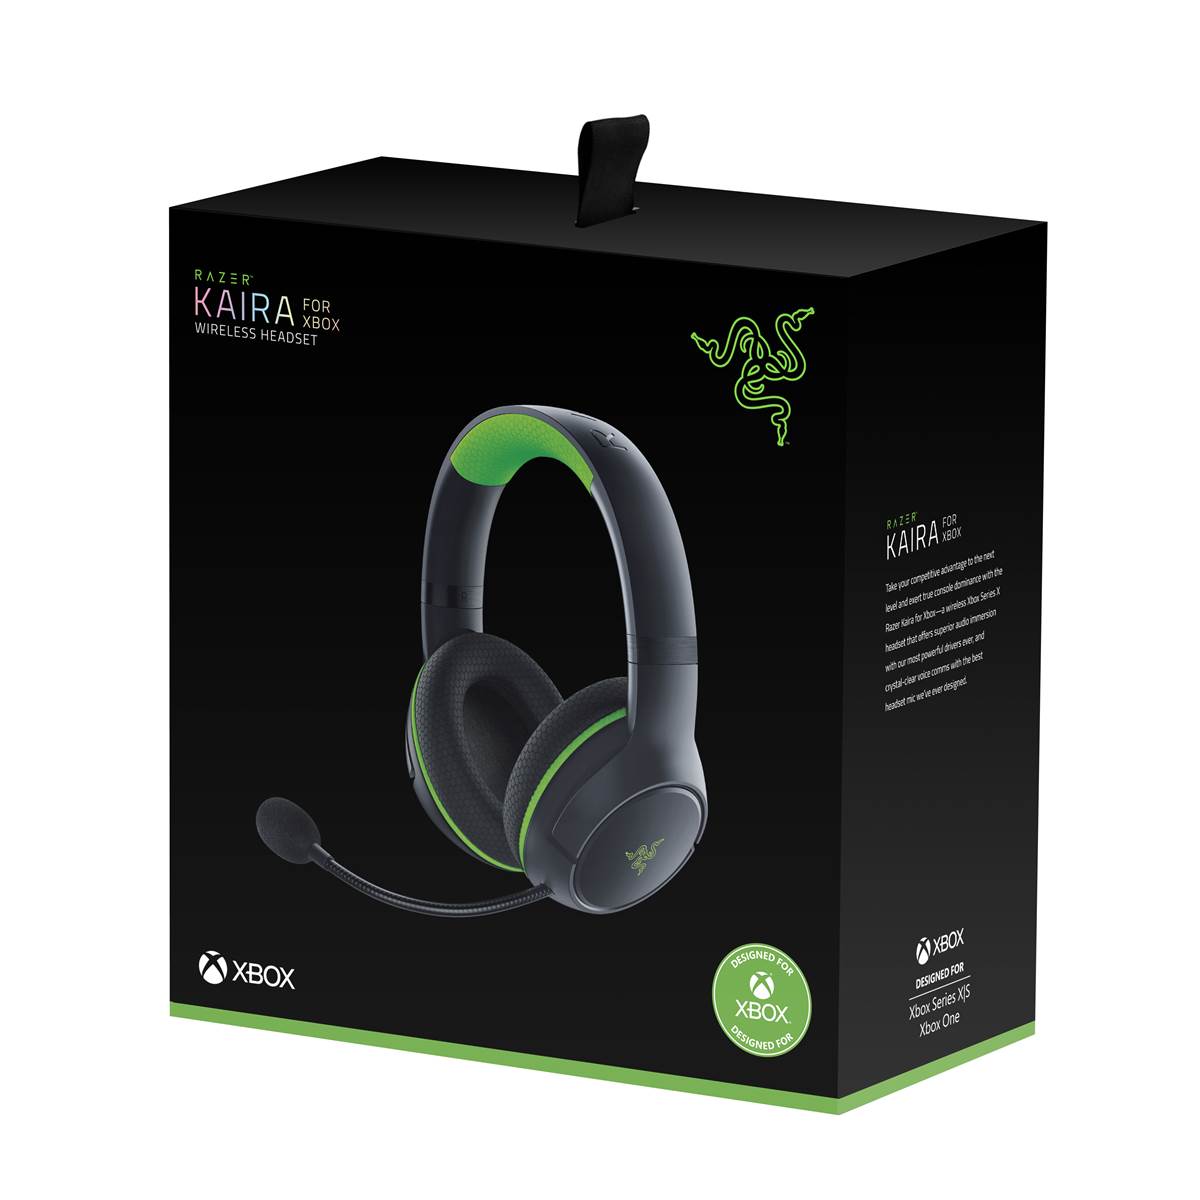 RAZER™
KAIRA FOR XBOX
WIRELESS HEADSET
XBOX
DESIGNED FOR
XBOX
DESIGNED FOR
RAZER™
KAIRA FOR XBOX
Take your competitive advantage to the next
level and exert true console dominance with the
Razer Kaira for Xbox—a wireless Xbox Series X
headset that offers superior audio immersion
with our most powerful drivers ever, and
crystal-clear voice comms with the best
headset mic we've ever designed.
XBOX
DESIGNED FOR
Xbox Series X|S
Xbox One